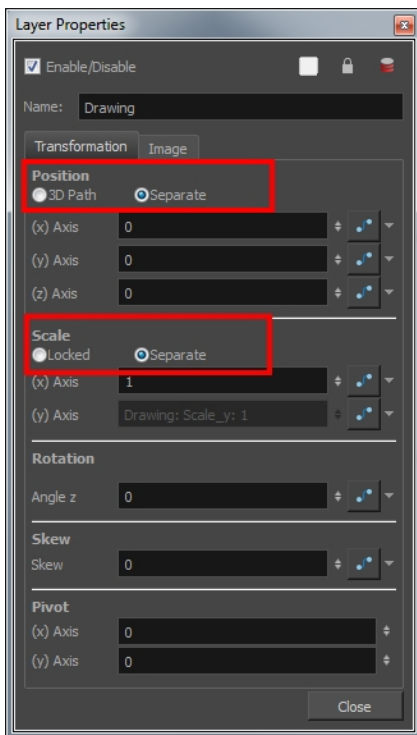 Layer Properties
Enable/Disable
Name: Drawing
Transformation Image
Position
3D Path Separate
(x) Axis 0
(y) Axis 0
(z) Axis 0
Scale
Locked Separate
(x) Axis 1
(y) Axis Drawing: Scale_y: 1
Rotation
Angle z 0
Skew
Skew 0
Pivot
(x) Axis 0
(y) Axis 0
Close